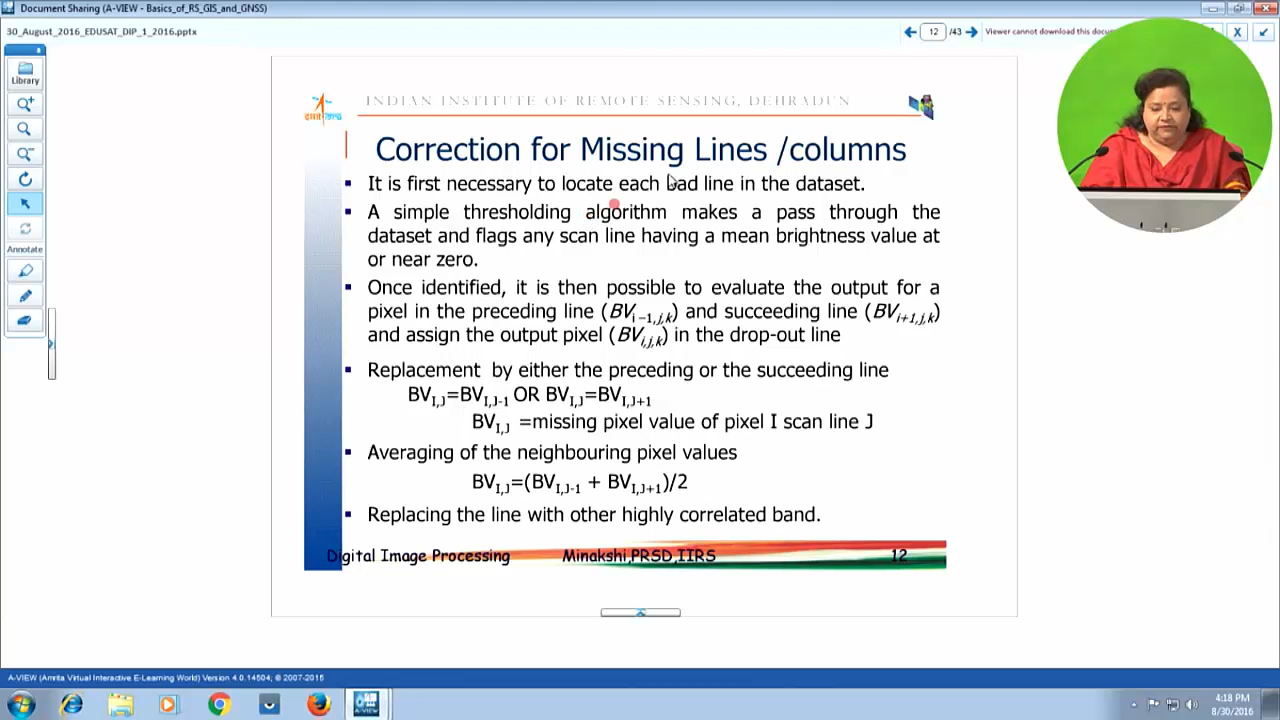 Document Sharing (A-VIEW - Basics_of_RS_GIS_and_GNSS)
30_August_2016_EDUSAT_DIP_1_2016.pptx
12 /43
Viewer cannot download this docu
X
Library
Annotate
INDIAN INSTITUTE OF REMOTE SENSING, DEHRADUN
Correction for Missing Lines /columns
▪ It is first necessary to locate each bad line in the dataset.
▪ A simple thresholding algorithm makes a pass through the
dataset and flags any scan line having a mean brightness value at
or near zero.
▪ Once identified, it is then possible to evaluate the output for a
pixel in the preceding line (BVi−1,j,k) and succeeding line (BVi+1,j,k)
and assign the output pixel (BVi,j,k) in the drop-out line
▪ Replacement by either the preceding or the succeeding line
BVI,J=BVI,J-1 OR BVI,J=BVI,J+1
BVI,J =missing pixel value of pixel I scan line J
▪ Averaging of the neighbouring pixel values
BVI,J=(BVI,J-1 + BVI,J+1)/2
▪ Replacing the line with other highly correlated band.
Digital Image Processing Minakshi,PRSD,IIRS 12
A-VIEW (Amrita Virtual Interactive E-Learning World) Version 4.0.14504; © 2007-2015
4:18 PM
8/30/2016